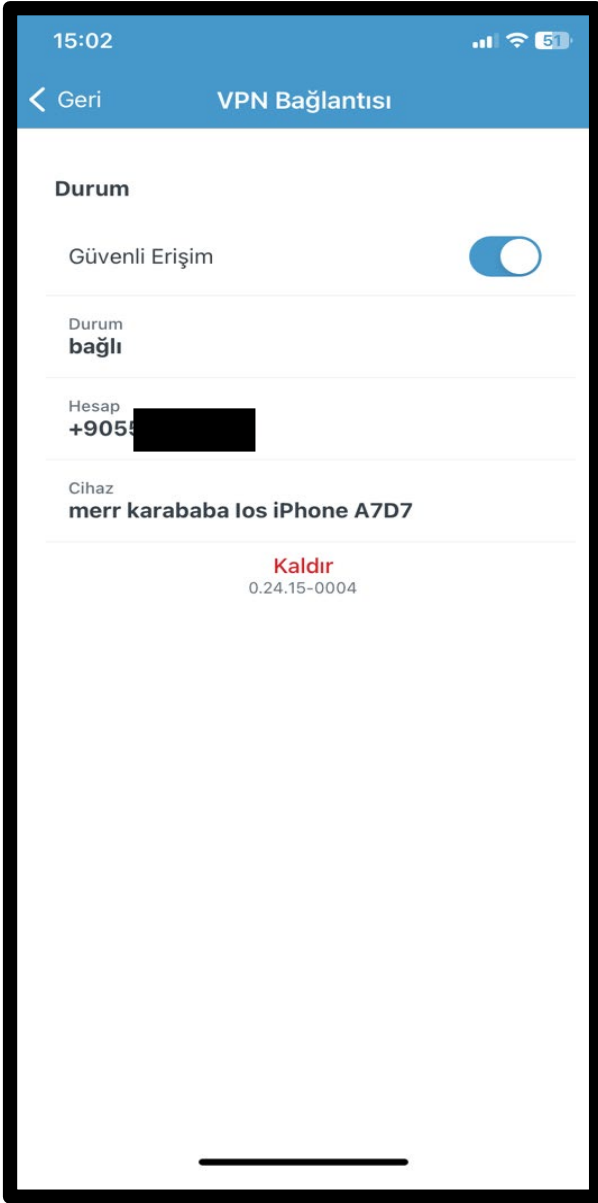 15:02
51
Geri
VPN Bağlantısı
Durum
Güvenli Erişim
Durum
bağlı
Hesap
+905
Cihaz
merr karababa Ios iPhone A7D7
Kaldır
0.24.15-0004